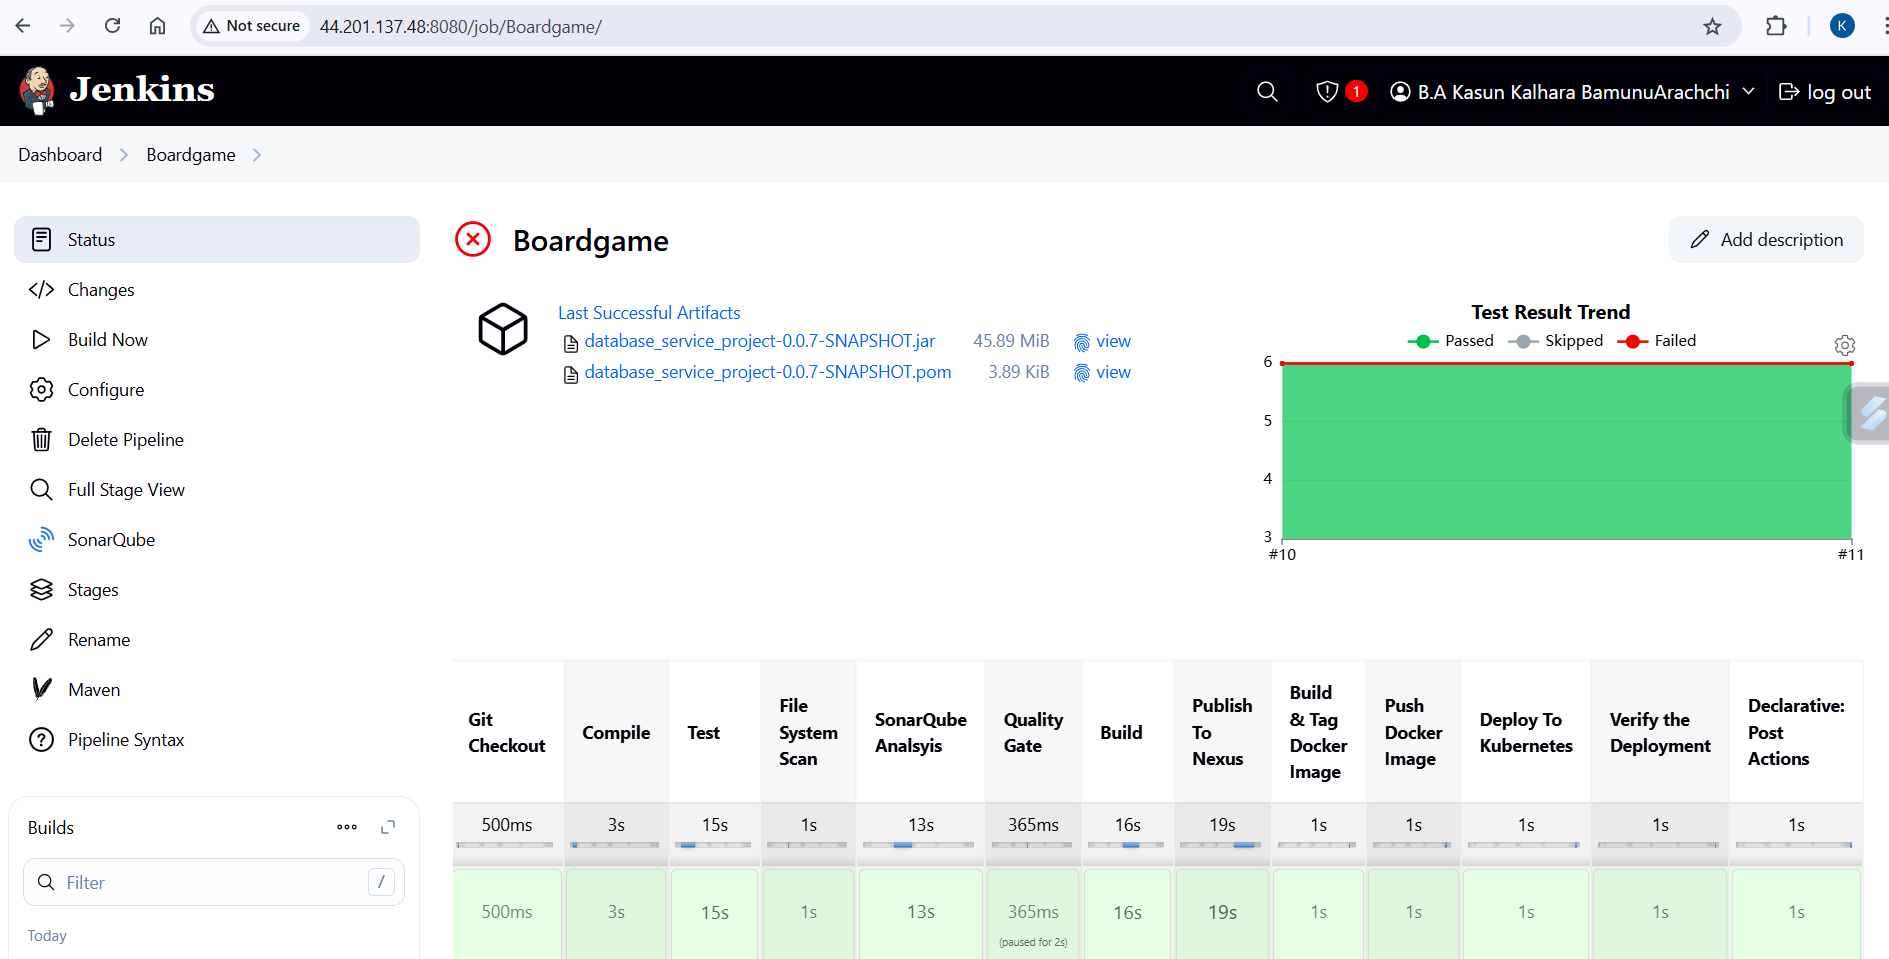 Not secure 44.201.137.48:8080/job/Boardgame/ K
Jenkins 1 B.A Kasun Kalhara BamunuArachchi log out
Dashboard Boardgame
Status
Changes
Build Now
Configure
Delete Pipeline
Full Stage View
SonarQube
Stages
Rename
Maven
Pipeline Syntax
Builds
Filter /
Today
Boardgame
Add description
Last Successful Artifacts
database_service_project-0.0.7-SNAPSHOT.jar 45.89 MiB view
database_service_project-0.0.7-SNAPSHOT.pom 3.89 KiB view
Test Result Trend
Passed Skipped Failed
6
5
4
3
#10 #11
Git
Checkout
Compile
Test
File
System
Scan
SonarQube
Analsyis
Quality
Gate
Build
Publish
To
Nexus
Build
& Tag
Docker
Image
Push
Docker
Image
Deploy To
Kubernetes
Verify the
Deployment
Declarative:
Post
Actions
500ms 3s 15s 1s 13s 365ms 16s 19s 1s 1s 1s 1s 1s
500ms 3s 15s 1s 13s 365ms 16s 19s 1s 1s 1s 1s 1s
(paused for 2s)